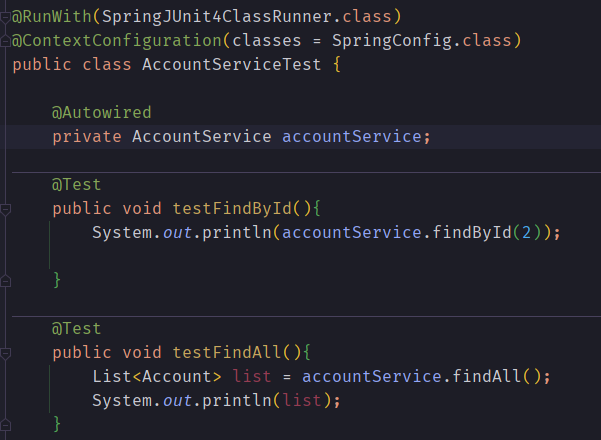 @RunWith(SpringJUnit4ClassRunner.class)
@ContextConfiguration(classes = SpringConfig.class)
public class AccountServiceTest {
@Autowired
private AccountService accountService;
@Test
public void testFindById(){
System.out.println(accountService.findById(2));
}
@Test
public void testFindAll(){
List<Account> list = accountService.findAll();
System.out.println(list);
}